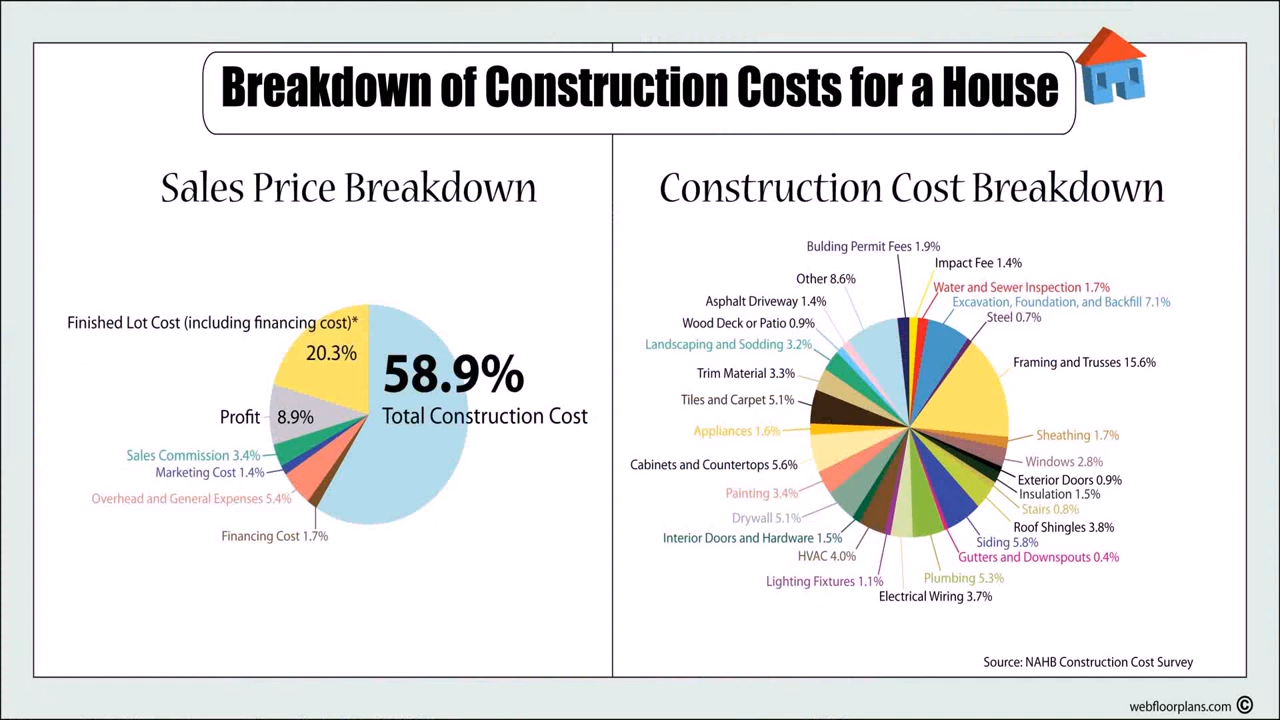 Breakdown of Construction Costs for a House
Sales Price Breakdown
Finished Lot Cost (including financing cost)*
20.3%
58.9%
Total Construction Cost
Profit 8.9%
Sales Commission 3.4%
Marketing Cost 1.4%
Overhead and General Expenses 5.4%
Financing Cost 1.7%
Construction Cost Breakdown
Bulding Permit Fees 1.9%
Impact Fee 1.4%
Water and Sewer Inspection 1.7%
Excavation, Foundation, and Backfill 7.1%
Steel 0.7%
Framing and Trusses 15.6%
Sheathing 1.7%
Windows 2.8%
Exterior Doors 0.9%
Insulation 1.5%
Stairs 0.8%
Roof Shingles 3.8%
Siding 5.8%
Gutters and Downspouts 0.4%
Plumbing 5.3%
Electrical Wiring 3.7%
Lighting Fixtures 1.1%
HVAC 4.0%
Interior Doors and Hardware 1.5%
Drywall 5.1%
Painting 3.4%
Cabinets and Countertops 5.6%
Appliances 1.6%
Tiles and Carpet 5.1%
Trim Material 3.3%
Landscaping and Sodding 3.2%
Wood Deck or Patio 0.9%
Asphalt Driveway 1.4%
Other 8.6%
Source: NAHB Construction Cost Survey
webfloorplans.com ©